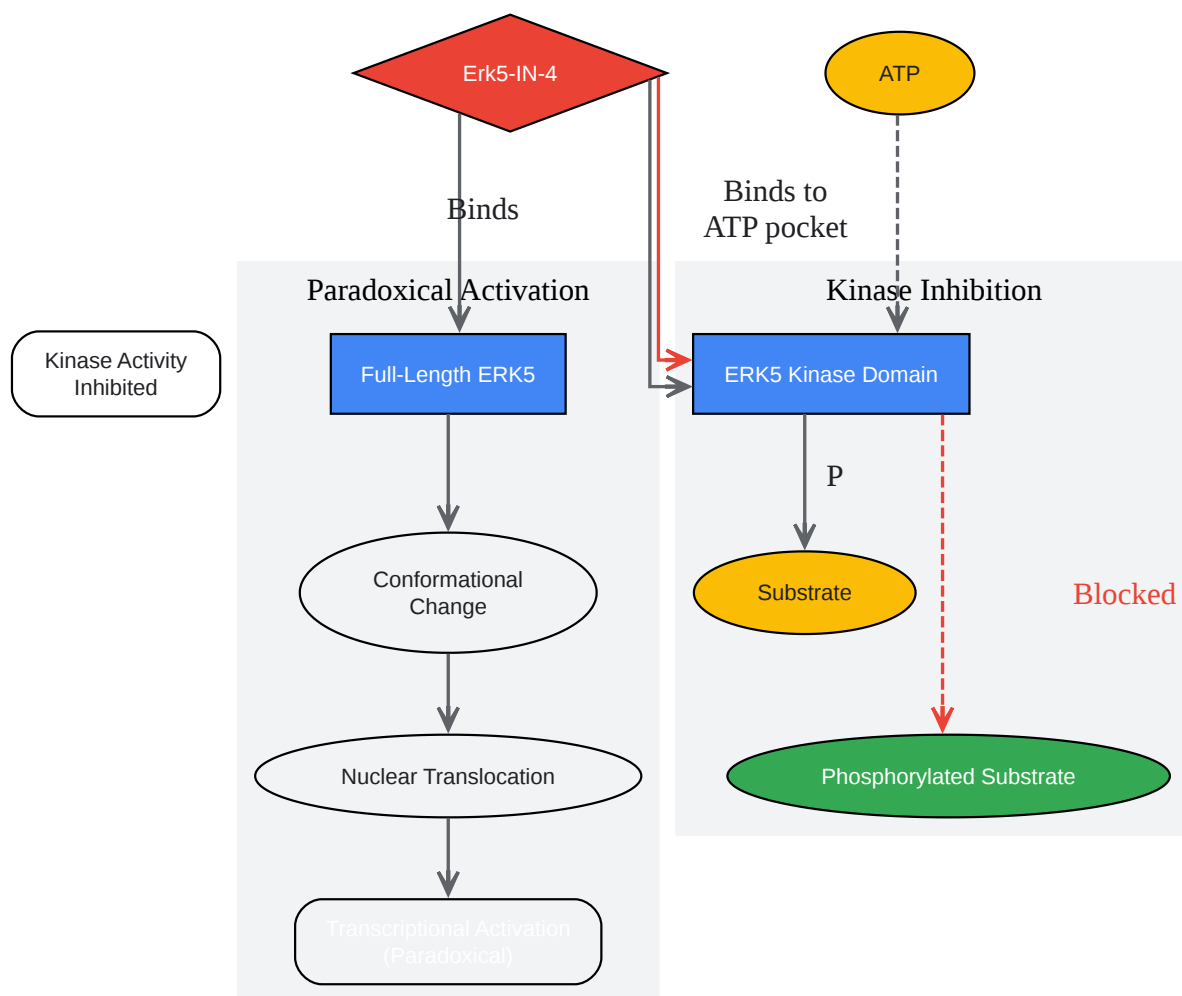 Erk5-IN-4
ATP
Binds
Binds to
ATP pocket
Paradoxical Activation
Kinase Inhibition
Kinase Activity
Inhibited
Full-Length ERK5
ERK5 Kinase Domain
P
Conformational
Change
Substrate
Blocked
Nuclear Translocation
Phosphorylated Substrate
Transcriptional Activation
(Paradoxical)